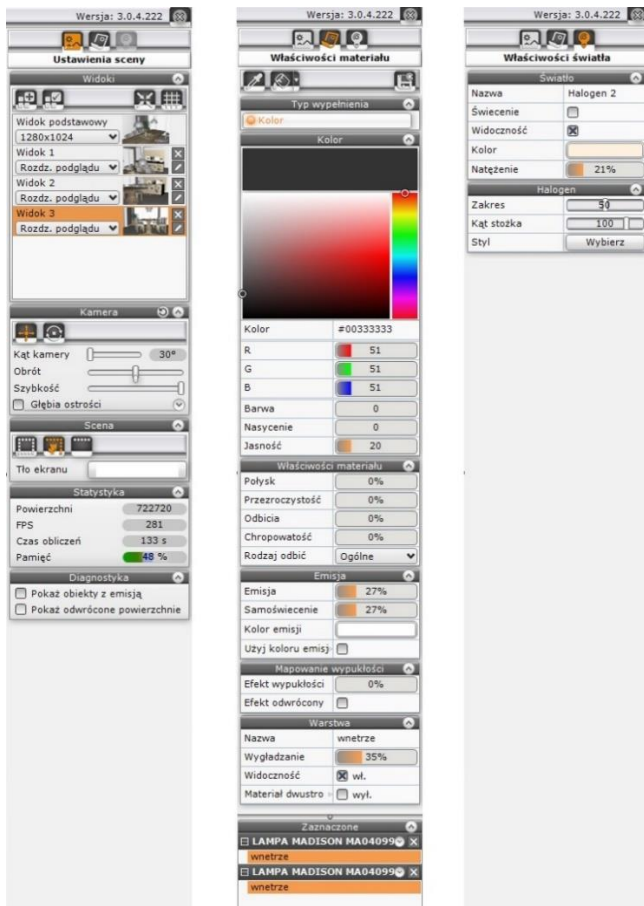 Wersja: 3.0.4.222
Ustawienia sceny
Widoki
Widok podstawowy
1280x1024
Widok 1
Rozdz. podglądu
Widok 2
Rozdz. podglądu
Widok 3
Rozdz. podglądu
Kamera
Kąt kamery 30°
Obrót
Szybkość
Głębia ostrości
Scena
Tło ekranu
Statystyka
Powierzchni 722720
FPS 281
Czas obliczeń 133 s
Pamięć 48 %
Diagnostyka
Pokaż obiekty z emisją
Pokaż odwrócone powierzchnie
Wersja: 3.0.4.222
Właściwości materiału
Typ wypełnienia
Kolor
Kolor
Kolor #00333333
R 51
G 51
B 51
Barwa 0
Nasycenie 0
Jasność 20
Właściwości materiału
Połysk 0%
Przezroczystość 0%
Odbicia 0%
Chropowatość 0%
Rodzaj odbić Ogólne
Emisja
Emisja 27%
Samoświecenie 27%
Kolor emisji
Użyj koloru emisj
Mapowanie wypukłości
Efekt wypukłości 0%
Efekt odwrócony
Warstwa
Nazwa wnetrze
Wygładzanie 35%
Widoczność wł.
Materiał dwustro wył.
Zaznaczone
LAMPA MADISON MA04099
wnetrze
LAMPA MADISON MA04099
wnetrze
Wersja: 3.0.4.222
Właściwości światła
Światło
Nazwa Halogen 2
Świecenie
Widoczność
Kolor
Natężenie 21%
Halogen
Zakres 50
Kąt stożka 100
Styl Wybierz